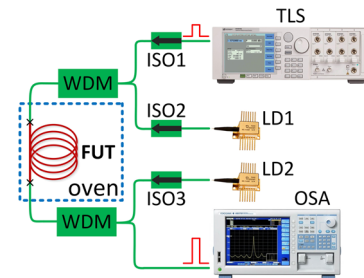 TLS
ISO1
WDM
ISO2
LD1
FUT
oven
LD2
ISO3
OSA
WDM